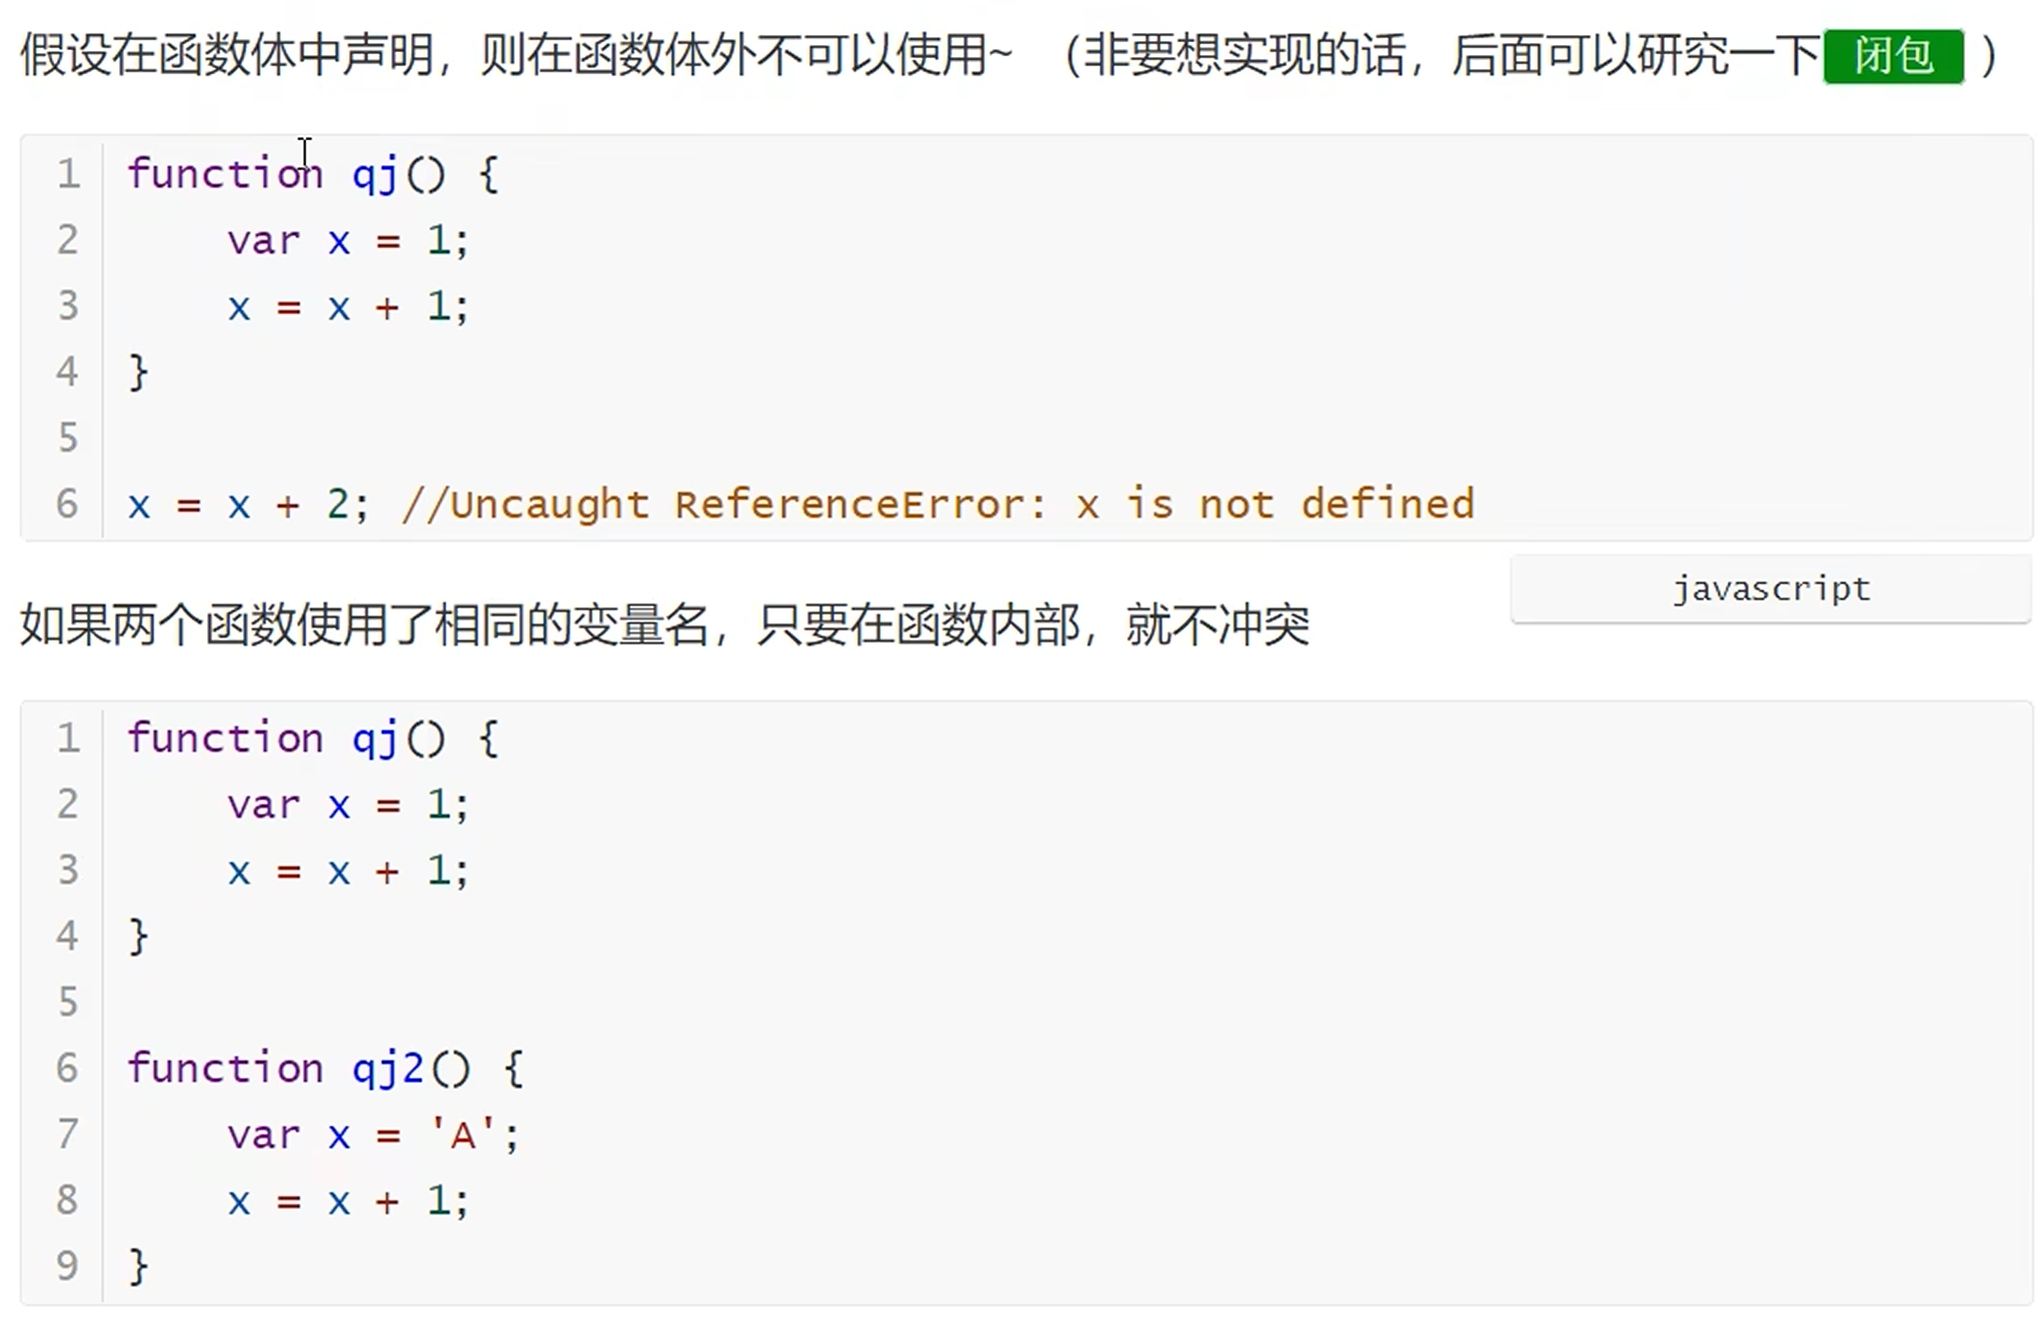 假设在函数体中声明，则在函数体外不可以使用~ （非要想实现的话，后面可以研究一下 闭包 ）
1 function qj() {
2     var x = 1;
3     x = x + 1;
4 }
5
6 x = x + 2; //Uncaught ReferenceError: x is not defined
javascript
如果两个函数使用了相同的变量名，只要在函数内部，就不冲突
1 function qj() {
2     var x = 1;
3     x = x + 1;
4 }
5
6 function qj2() {
7     var x = 'A';
8     x = x + 1;
9 }